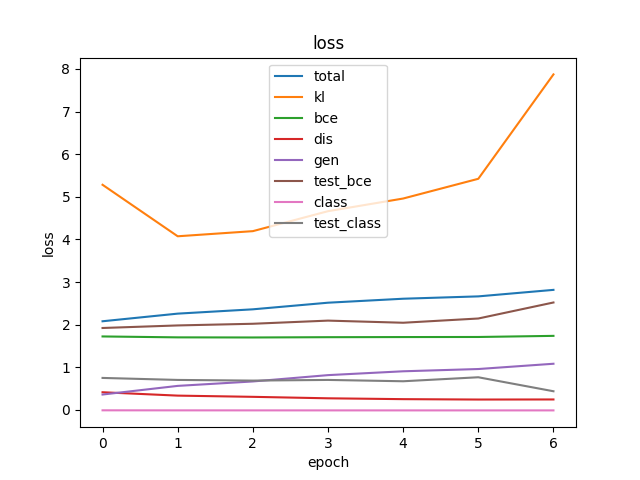 loss
8
7
6
5
4
3
2
1
0
loss
total
kl
bce
dis
gen
test_bce
class
test_class
0 1 2 3 4 5 6
epoch